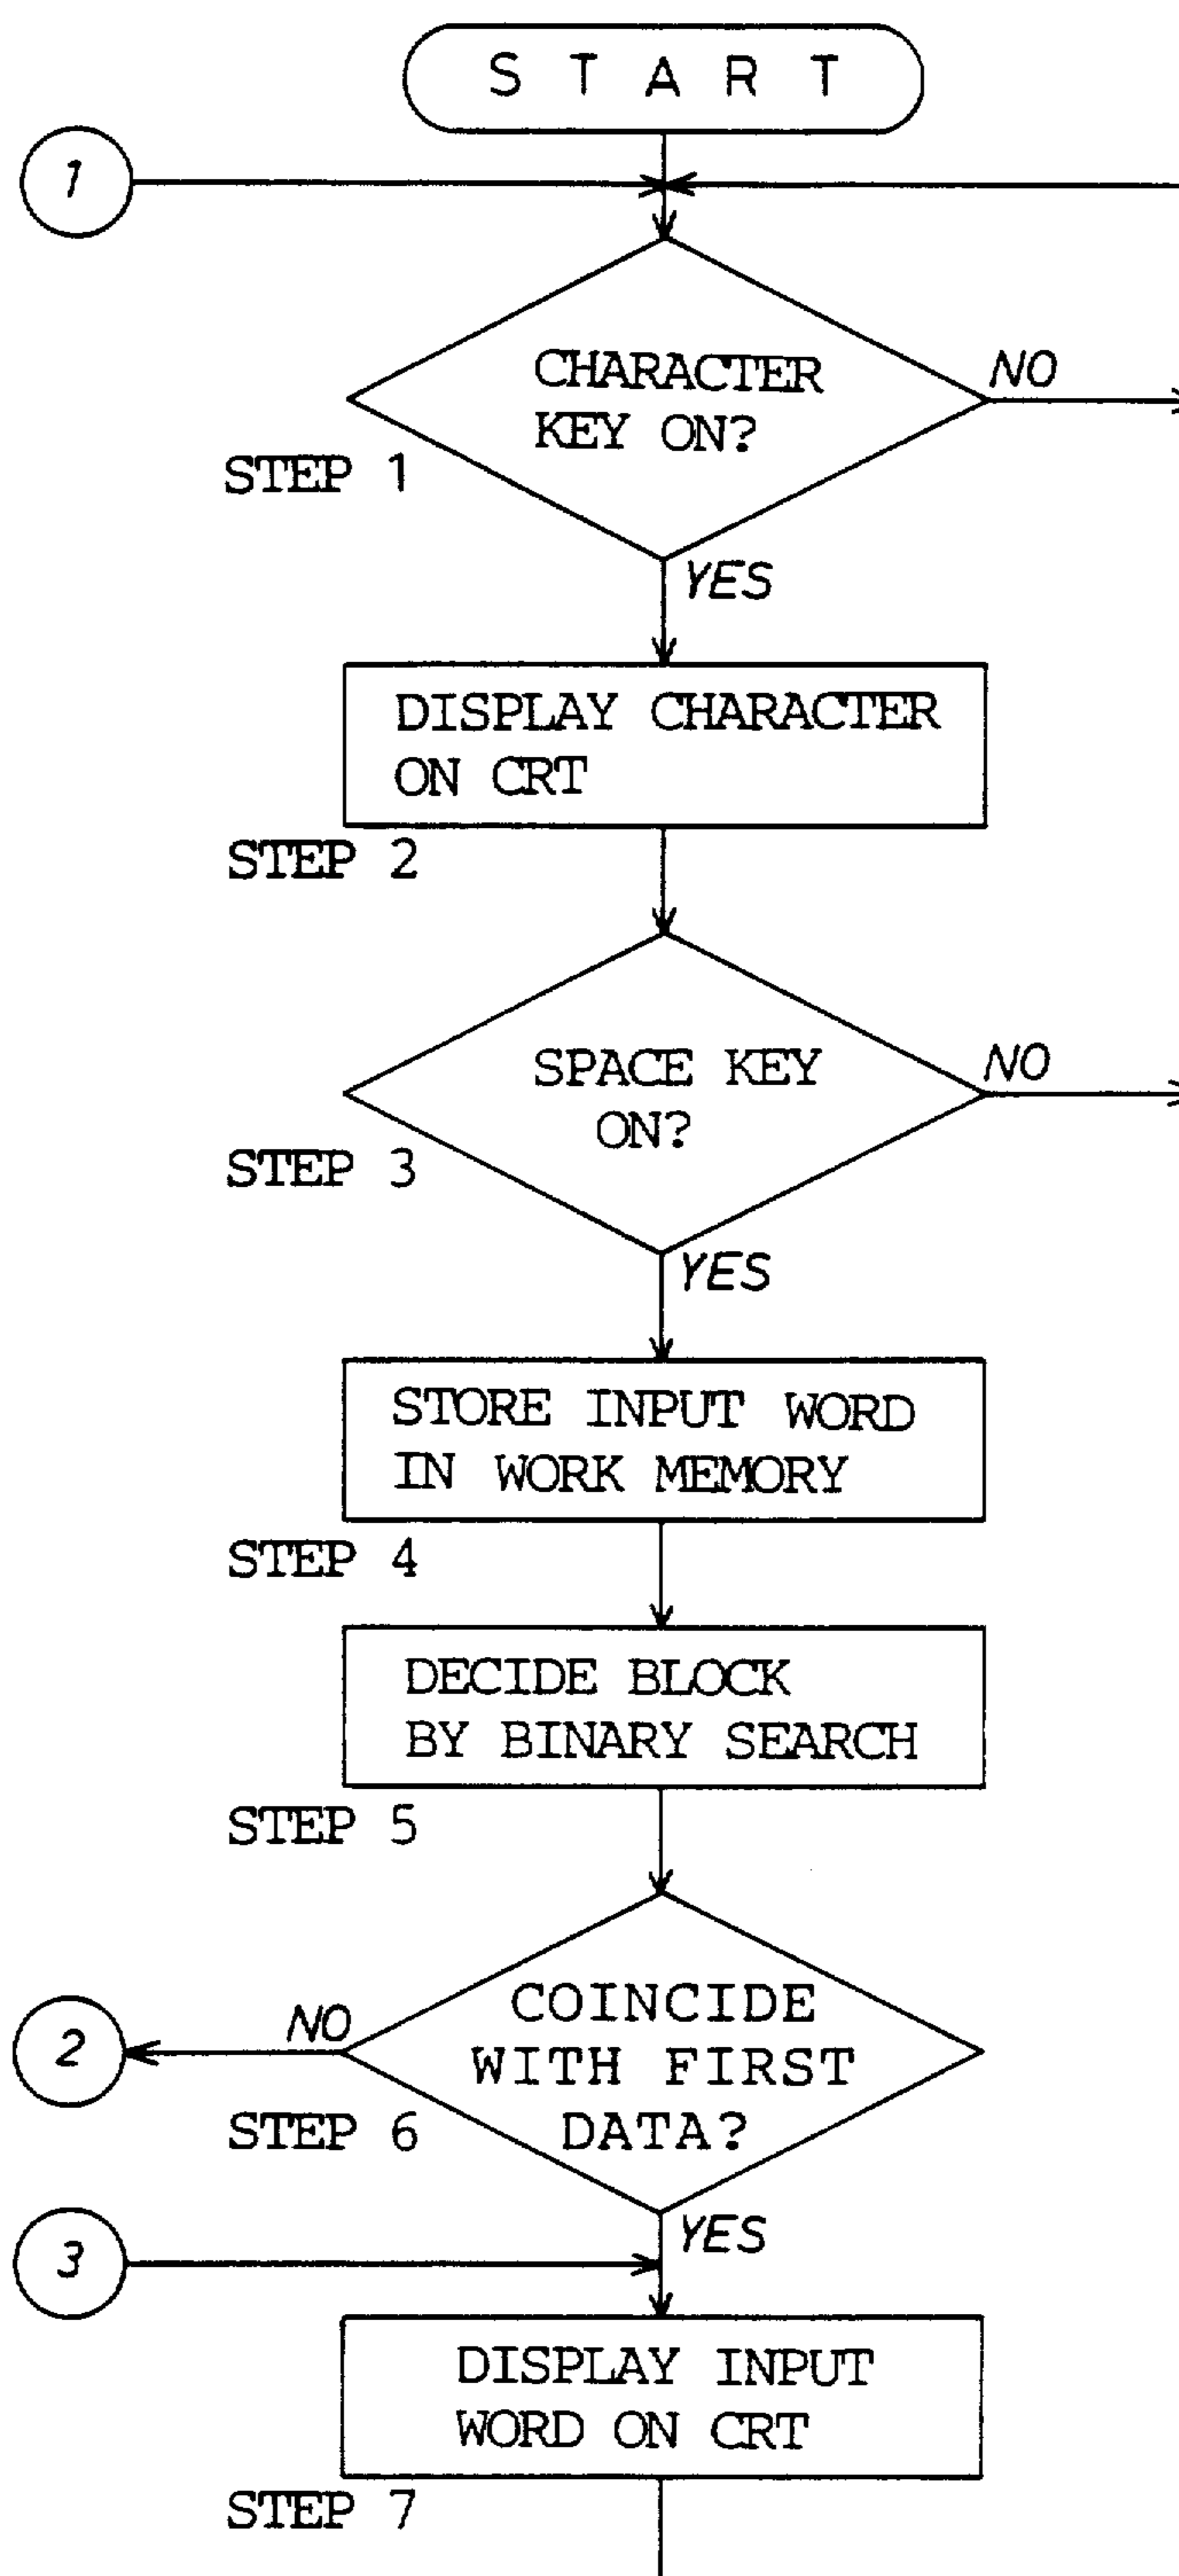 S T A R T
1
CHARACTER
KEY ON?
NO
STEP 1
YES
DISPLAY CHARACTER
ON CRT
STEP 2
SPACE KEY
ON?
NO
STEP 3
YES
STORE INPUT WORD
IN WORK MEMORY
STEP 4
DECIDE BLOCK
BY BINARY SEARCH
STEP 5
COINCIDE
WITH FIRST
DATA?
NO
2
STEP 6
YES
3
DISPLAY INPUT
WORD ON CRT
STEP 7